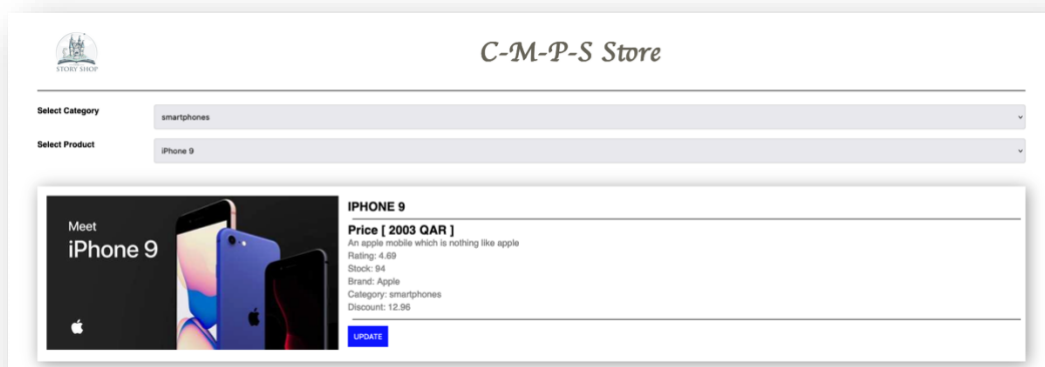 STORY SHOP
C-M-P-S Store
Select Category
smartphones
Select Product
iPhone 9
Meet
iPhone 9
IPHONE 9
Price [ 2003 QAR ]
An apple mobile which is nothing like apple
Rating: 4.69
Stock: 94
Brand: Apple
Category: smartphones
Discount: 12.96
UPDATE